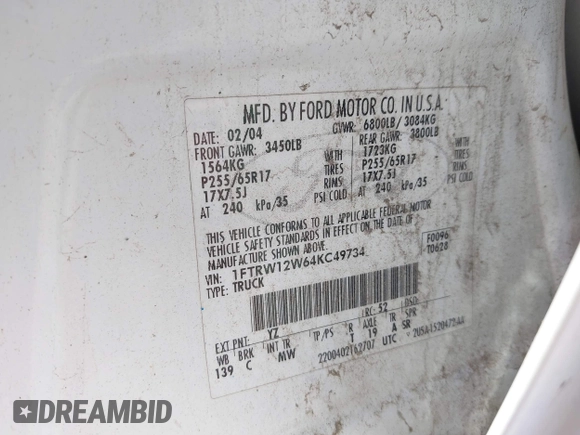 MFD. BY FORD MOTOR CO. IN U.S.A.
DATE: 02/04 GVWR: 6800LB/ 3084KG
FRONT GAWR: 3450LB REAR GAWR: 3800LB
1564KG WITH 1723KG WITH
P255/65R17 TIRES P255/65R17 TIRES
17X7.5J RIMS 17X7.5J RIMS
AT 240 kPa/35 PSI COLD AT 240 kPa/35 PSI COLD
THIS VEHICLE CONFORMS TO ALL APPLICABLE FEDERAL MOTOR
VEHICLE SAFETY STANDARDS IN EFFECT ON THE DATE OF
MANUFACTURE SHOWN ABOVE.
VIN: 1FTRW12W64KC49734 F0096
TYPE: TRUCK T0628
EXT PNT: YZ RC: 52 DSO:
WB BRK INT TR TP/PS R AXLE TR SPR
139 C MW T 19 A SR
2200402162707 UTC
DREAMBID